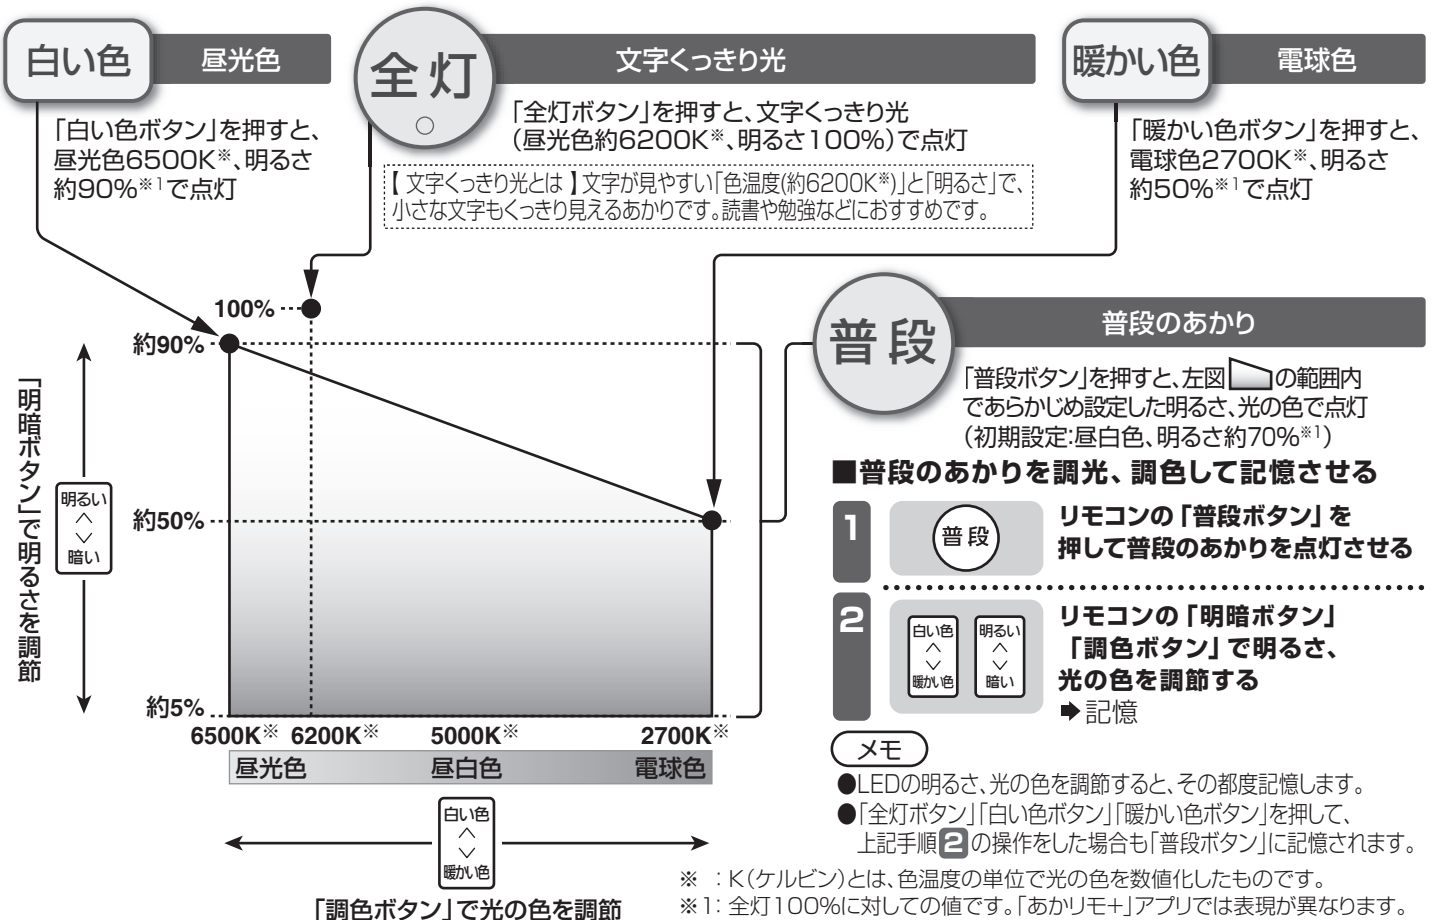 白い色
昼光色
「白い色ボタン」を押すと、
昼光色6500K※、明るさ
約90%※1で点灯
全灯
文字くっきり光
「全灯ボタン」を押すと、文字くっきり光
（昼光色約6200K※、明るさ100%）で点灯
【文字くっきり光とは】文字が見やすい「色温度(約6200K※)」と「明るさ」で、
小さな文字もくっきり見えるあかりです。読書や勉強などにおすすめです。
暖かい色
電球色
「暖かい色ボタン」を押すと、
電球色2700K※、明るさ
約50%※1で点灯
100%
約90%
約50%
約5%
「明暗ボタン」で明るさを調節
明るい
暗い
6500K※ 6200K※ 5000K※ 2700K※
昼光色 昼白色 電球色
白い色
暖かい色
「調色ボタン」で光の色を調節
普段
普段のあかり
「普段ボタン」を押すと、左図の範囲内
であらかじめ設定した明るさ、光の色で点灯
（初期設定:昼白色、明るさ約70%※1）
■普段のあかりを調光、調色して記憶させる
1
普段
リモコンの「普段ボタン」を
押して普段のあかりを点灯させる
2
白い色
暖かい色
明るい
暗い
リモコンの「明暗ボタン」
「調色ボタン」で明るさ、
光の色を調節する
➡記憶
メモ
●LEDの明るさ、光の色を調節すると、その都度記憶します。
●「全灯ボタン」「白い色ボタン」「暖かい色ボタン」を押して、
上記手順2の操作をした場合も「普段ボタン」に記憶されます。
※ ：K（ケルビン）とは、色温度の単位で光の色を数値化したものです。
※1：全灯100%に対しての値です。「あかリモ+」アプリでは表現が異なります。